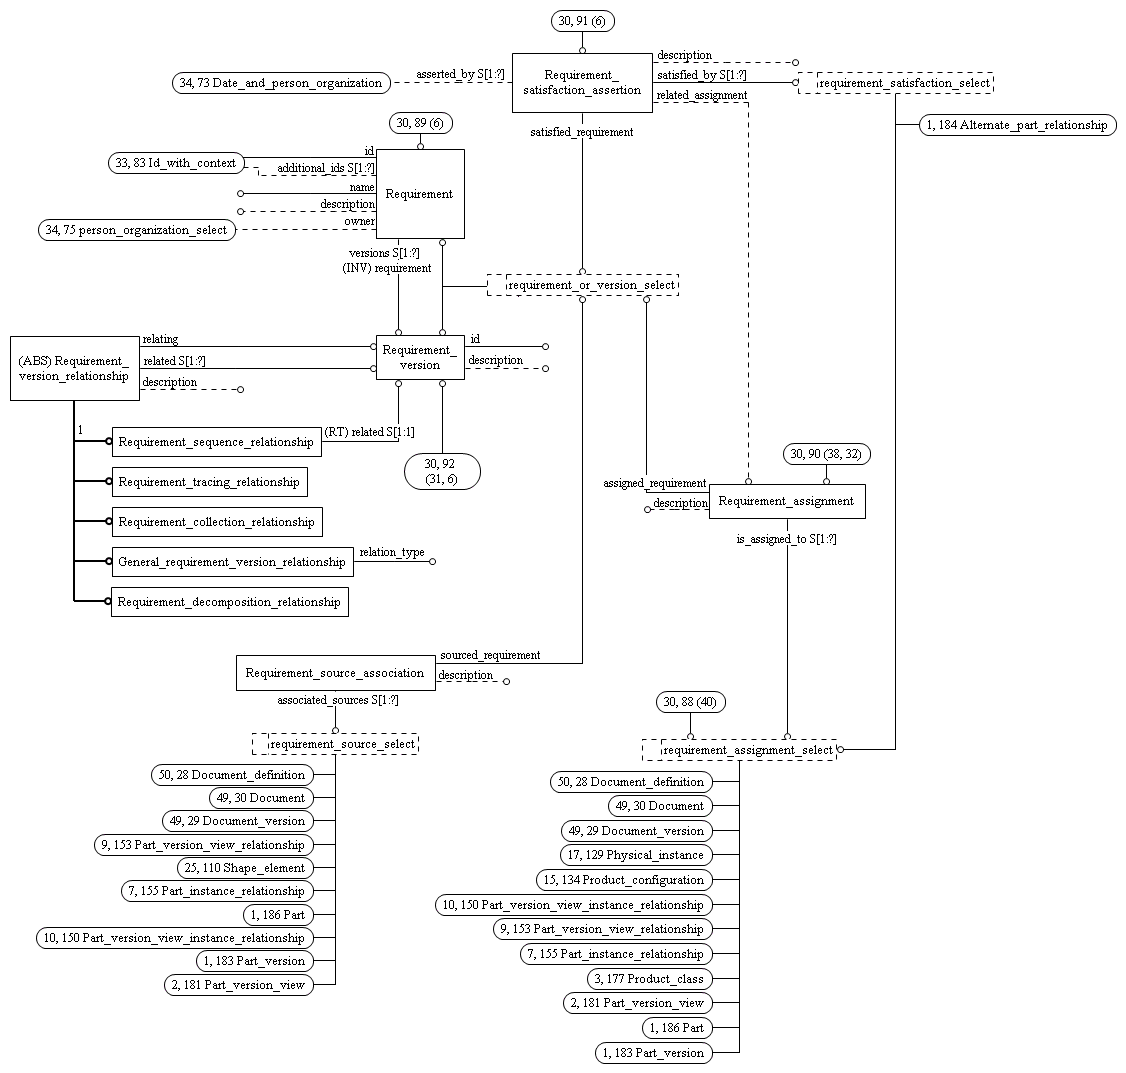 30, 91 (6)
description
asserted_by S[1:?]
34, 73 Date_and_person_organization
Requirement_
satisfaction_assertion
satisfied_by S[1:?]
requirement_satisfaction_select
related_assignment
satisfied_requirement
1, 184 Alternate_part_relationship
30, 89 (6)
id
33, 83 Id_with_context
additional_ids S[1:?]
name
Requirement
description
owner
34, 75 person_organization_select
versions S[1:?]
(INV) requirement
requirement_or_version_select
relating
(ABS) Requirement_
version_relationship
related S[1:?]
description
Requirement_
version
id
description
1
Requirement_sequence_relationship
(RT) related S[1:1]
Requirement_tracing_relationship
Requirement_collection_relationship
General_requirement_version_relationship
relation_type
Requirement_decomposition_relationship
30, 92
(31, 6)
30, 90 (38, 32)
assigned_requirement
description
Requirement_assignment
is_assigned_to S[1:?]
Requirement_source_association
sourced_requirement
description
associated_sources S[1:?]
requirement_source_select
50, 28 Document_definition
49, 30 Document
49, 29 Document_version
9, 153 Part_version_view_relationship
25, 110 Shape_element
7, 155 Part_instance_relationship
1, 186 Part
10, 150 Part_version_view_instance_relationship
1, 183 Part_version
2, 181 Part_version_view
30, 88 (40)
requirement_assignment_select
50, 28 Document_definition
49, 30 Document
49, 29 Document_version
17, 129 Physical_instance
15, 134 Product_configuration
10, 150 Part_version_view_instance_relationship
9, 153 Part_version_view_relationship
7, 155 Part_instance_relationship
3, 177 Product_class
2, 181 Part_version_view
1, 186 Part
1, 183 Part_version